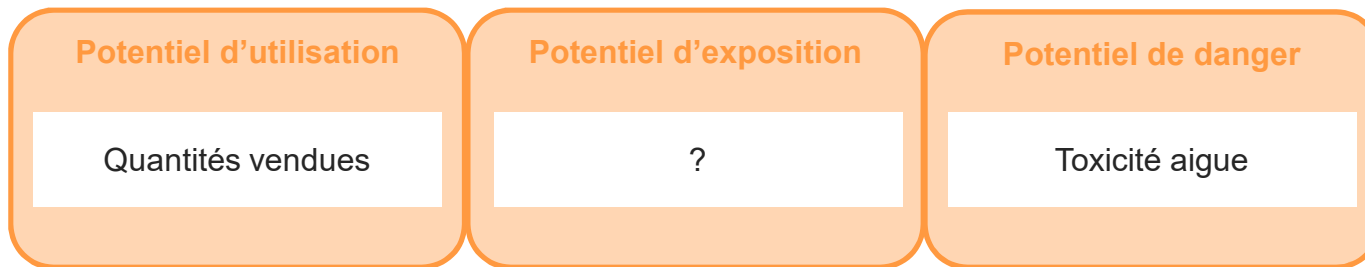 Potentiel d’utilisation
Quantités vendues
Potentiel d’exposition
?
Potentiel de danger
Toxicité aigue